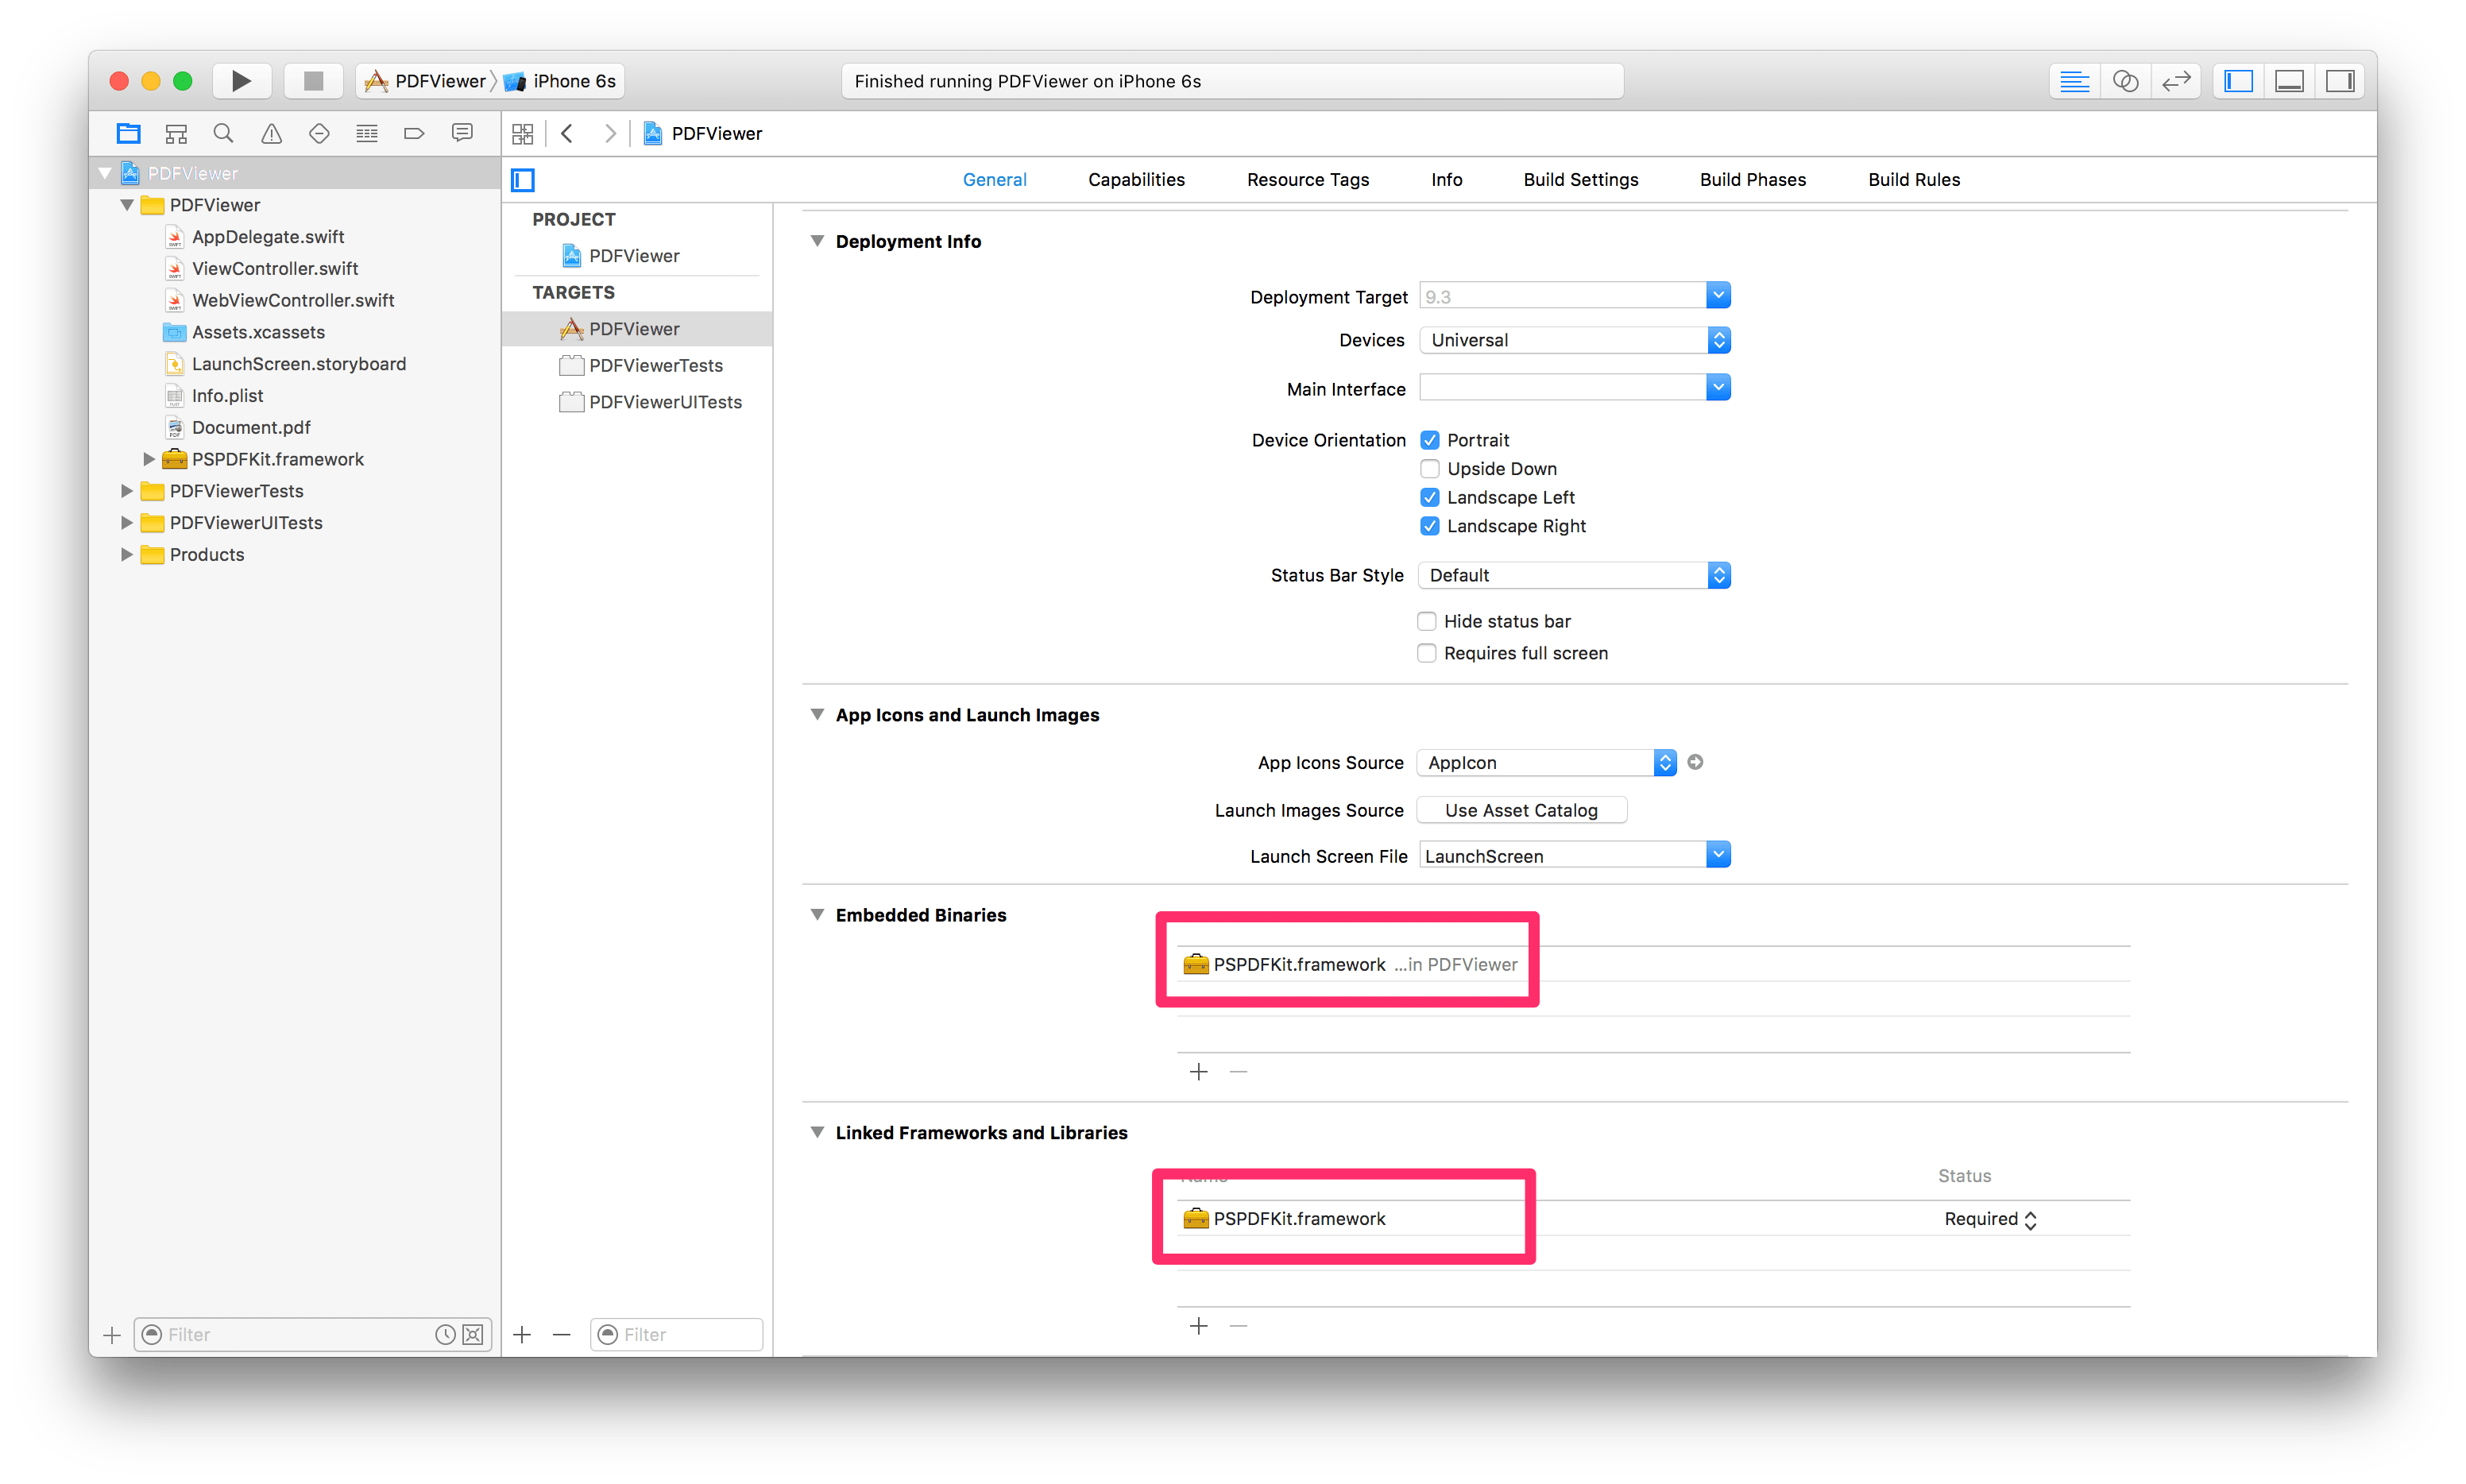 PDFViewer
iPhone 6s
Finished running PDFViewer on iPhone 6s
PDFViewer
PDFViewer
PDFViewer
AppDelegate.swift
ViewController.swift
WebViewController.swift
Assets.xcassets
LaunchScreen.storyboard
Info.plist
Document.pdf
PSPDFKit.framework
PDFViewerTests
PDFViewerUITests
Products
Filter
General
Capabilities
Resource Tags
Info
Build Settings
Build Phases
Build Rules
PROJECT
PDFViewer
TARGETS
PDFViewer
PDFViewerTests
PDFViewerUITests
Filter
Deployment Info
Deployment Target 9.3
Devices Universal
Main Interface
Device Orientation Portrait
Upside Down
Landscape Left
Landscape Right
Status Bar Style Default
Hide status bar
Requires full screen
App Icons and Launch Images
App Icons Source AppIcon
Launch Images Source Use Asset Catalog
Launch Screen File LaunchScreen
Embedded Binaries
PSPDFKit.framework ...in PDFViewer
Linked Frameworks and Libraries
Status
PSPDFKit.framework Required